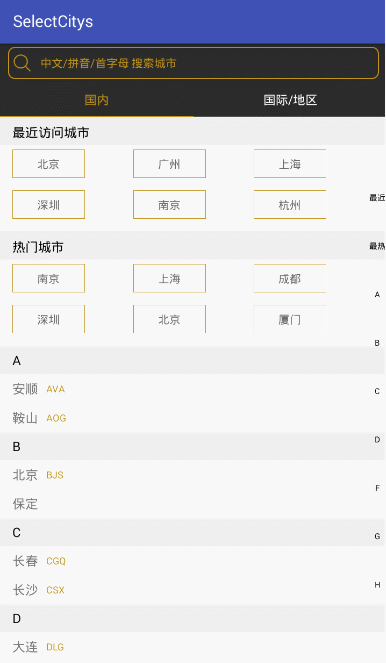 SelectCitys
中文/拼音/首字母 搜索城市
国内 国际/地区
最近访问城市
北京 广州 上海
深圳 南京 杭州
最近
热门城市
最热
南京 上海 成都
深圳 北京 厦门
A
安顺 AVA
鞍山 AOG
B
北京 BJS
保定
C
长春 CGQ
长沙 CSX
D
大连 DLG
A
B
C
D
F
G
H